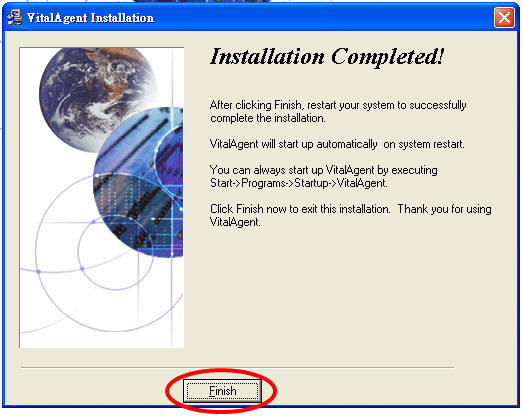 VitalAgent Installation
Installation Completed!
After clicking Finish, restart your system to successfully
complete the installation.
VitalAgent will start up automatically  on system restart.
You can always start up VitalAgent by executing
Start->Programs->Startup->VitalAgent.
Click Finish now to exit this installation.  Thank you for using
VitalAgent.
Finish